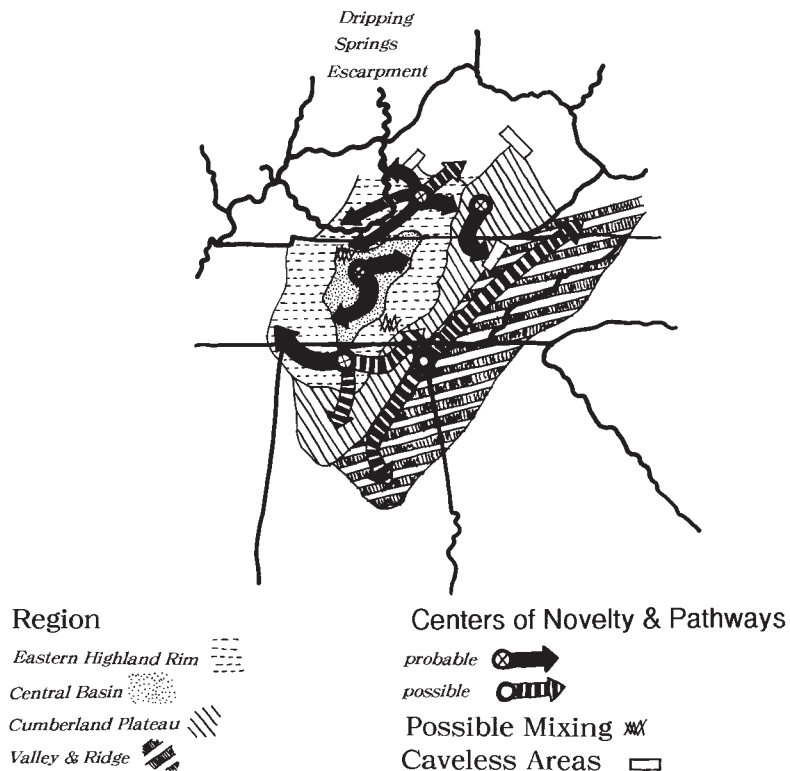 Dripping
Springs
Escarpment
Region
Eastern Highland Rim
Central Basin
Cumberland Plateau
Valley & Ridge
Centers of Novelty & Pathways
probable
possible
Possible Mixing
Caveless Areas